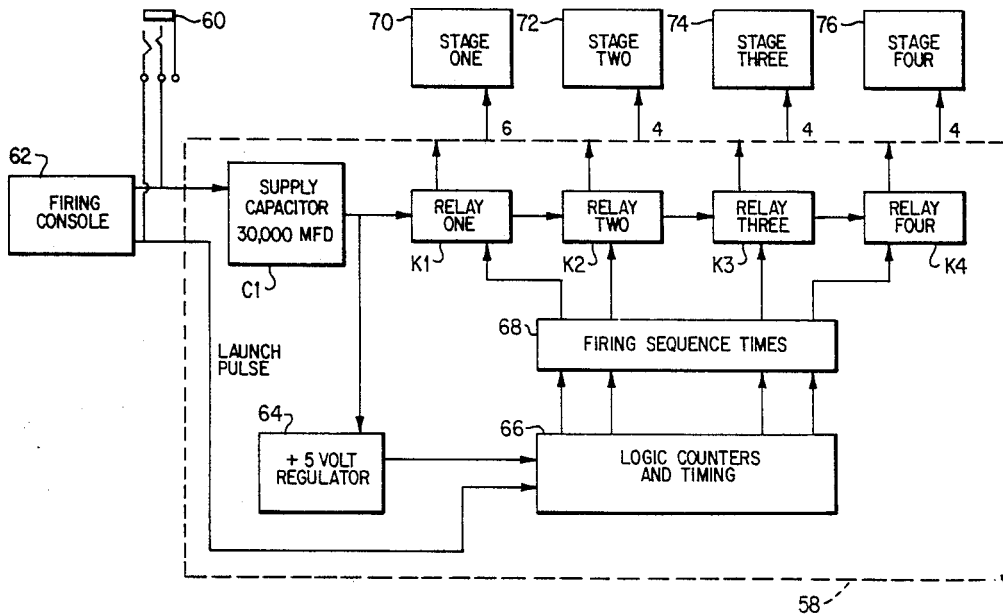 60
70
STAGE
ONE
72
STAGE
TWO
74
STAGE
THREE
76
STAGE
FOUR
6
4
4
4
62
FIRING
CONSOLE
SUPPLY
CAPACITOR
30,000 MFD
C1
RELAY
ONE
K1
RELAY
TWO
K2
RELAY
THREE
K3
RELAY
FOUR
K4
68
FIRING SEQUENCE TIMES
LAUNCH
PULSE
64
+ 5 VOLT
REGULATOR
66
LOGIC COUNTERS
AND TIMING
58